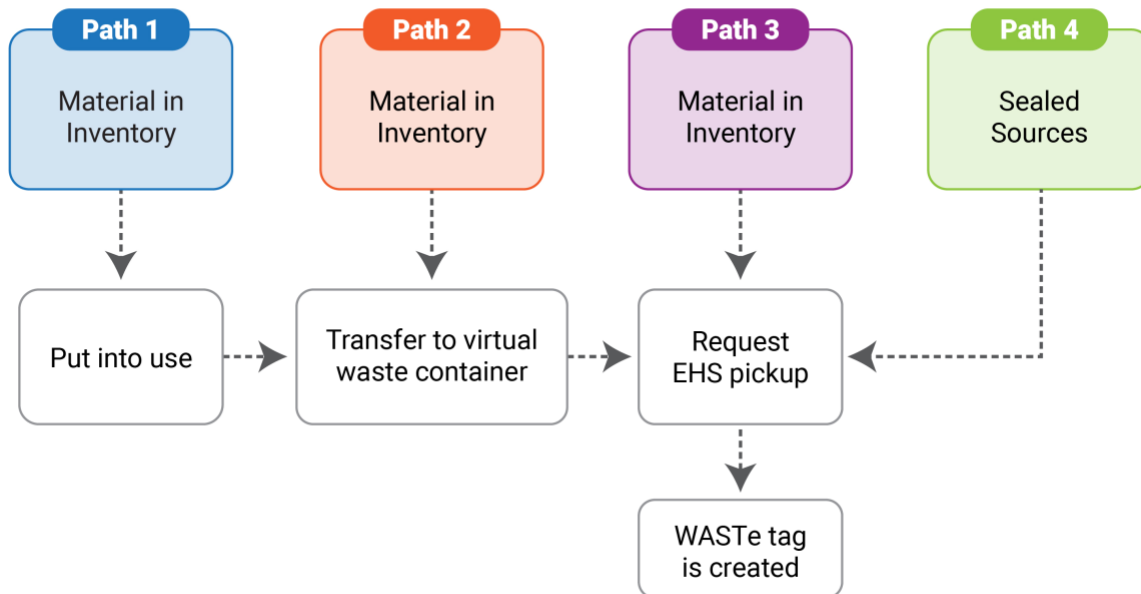 Path 1
Path 2
Path 3
Path 4
Material in
Inventory
Material in
Inventory
Material in
Inventory
Sealed
Sources
Put into use
Transfer to virtual
waste container
Request
EHS pickup
WASTe tag
is created